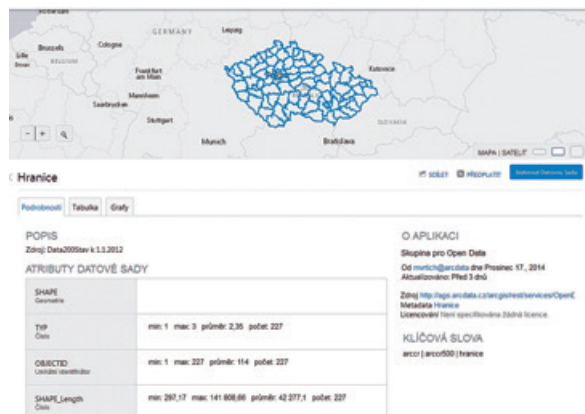 Brussels
Lille
BELGIUM
Cologne
GERMANY
Leipzig
Frankfurt
am Main
Mannheim
Saarbrücken
Stuttgart
Munich
Katowice
SLOVAKIA
Bratislava
MAPA | SATELIT
Hranice
SDÍLET
PŘEDPLATIT
Podrobnosti Tabulka Grafy
POPIS
Zdroj: Data200Stav k 1.1.2012
ATRIBUTY DATOVÉ SADY
SHAPE
Geometrie
TYP
Číslo
min: 1 max: 3 průměr: 2,35 počet: 227
OBJECTID
Unikátní identifikátor
min: 1 max: 227 průměr: 114 počet: 227
SHAPE_Length
Číslo
min: 297,17 max: 141 808,66 průměr: 42 277,1 počet: 227
O APLIKACI
Skupina pro Open Data
Od mvrtich@arcdata dne Prosinec 17., 2014
Aktualizováno: Před 3 dnů
Zdroj http://ags.arcdata.cz/arcgis/rest/services/OpenD
Metadata Hranice
Licencování Není specifikována žádná licence.
KLÍČOVÁ SLOVA
arccr | arccr500 | hranice